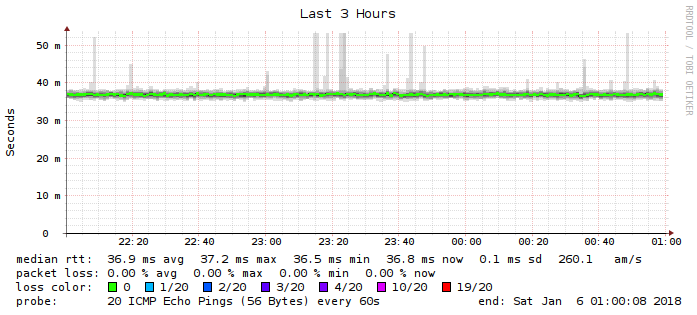 Last 3 Hours
RRDTOOL / TOBI OETIKER
Seconds
50 m
40 m
30 m
20 m
10 m
0
22:20 22:40 23:00 23:20 23:40 00:00 00:20 00:40 01:00
median rtt: 36.9 ms avg 37.2 ms max 36.5 ms min 36.8 ms now 0.1 ms sd 260.1 am/s
packet loss: 0.00 % avg 0.00 % max 0.00 % min 0.00 % now
loss color: 0 1/20 2/20 3/20 4/20 10/20 19/20
probe: 20 ICMP Echo Pings (56 Bytes) every 60s end: Sat Jan 6 01:00:08 2018